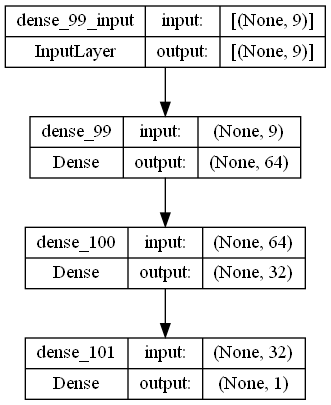 dense_99_input input: [(None, 9)]
InputLayer output: [(None, 9)]
dense_99 input: (None, 9)
Dense output: (None, 64)
dense_100 input: (None, 64)
Dense output: (None, 32)
dense_101 input: (None, 32)
Dense output: (None, 1)